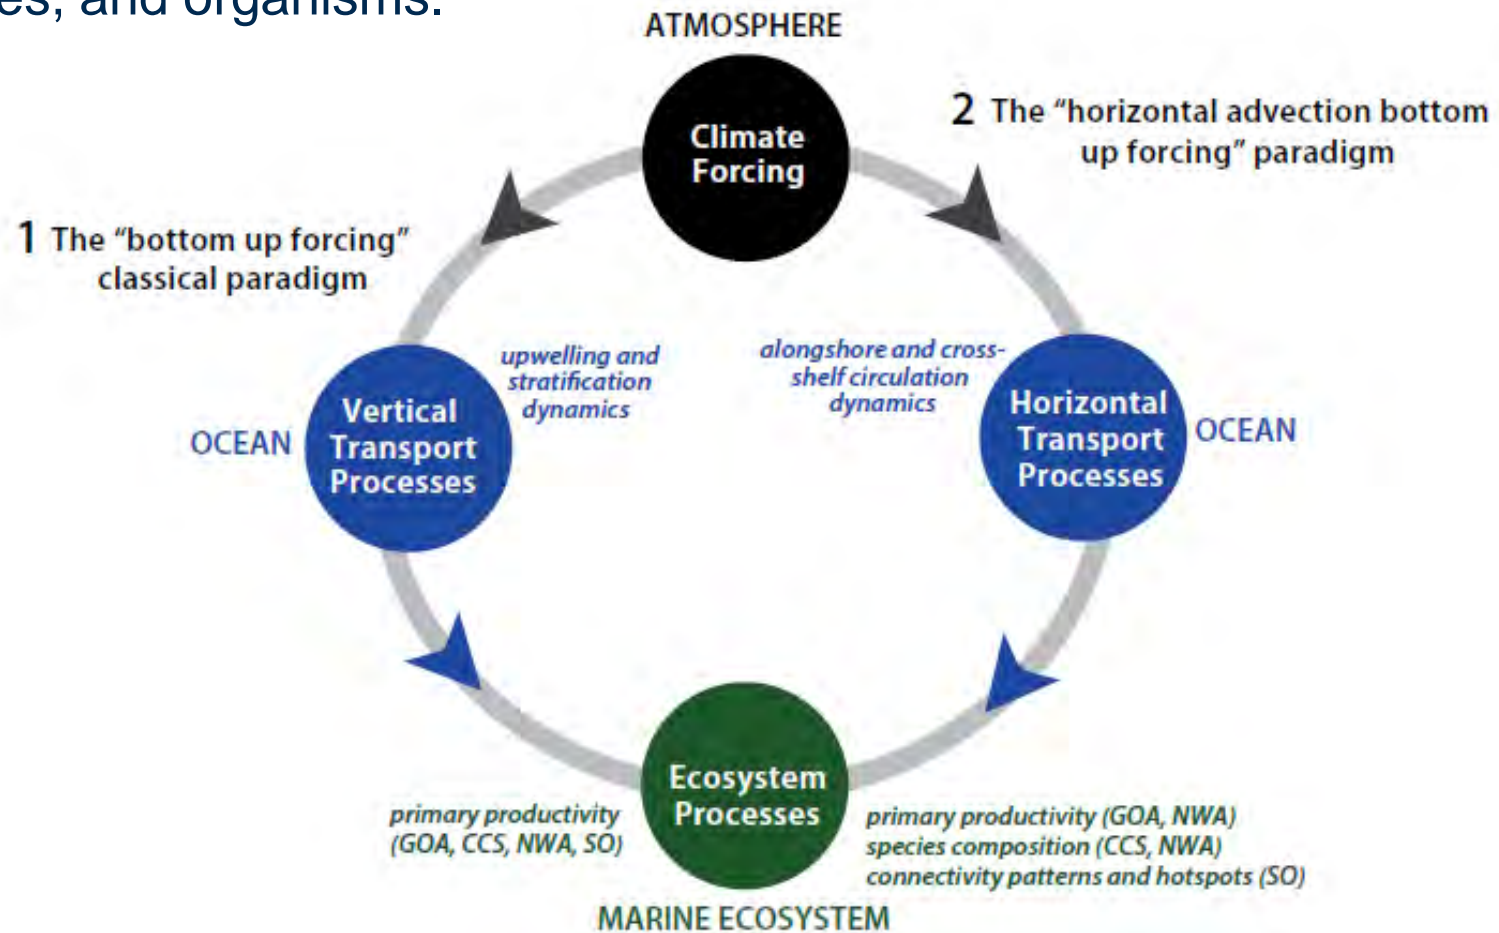 es, and organisms.
ATMOSPHERE
Climate
Forcing
2 The “horizontal advection bottom
up forcing” paradigm
1 The “bottom up forcing”
classical paradigm
upwelling and
stratification
dynamics
alongshore and cross-
shelf circulation
dynamics
OCEAN
Vertical
Transport
Processes
Horizontal
Transport
Processes
OCEAN
Ecosystem
Processes
primary productivity
(GOA, CCS, NWA, SO)
primary productivity (GOA, NWA)
species composition (CCS, NWA)
connectivity patterns and hotspots (SO)
MARINE ECOSYSTEM